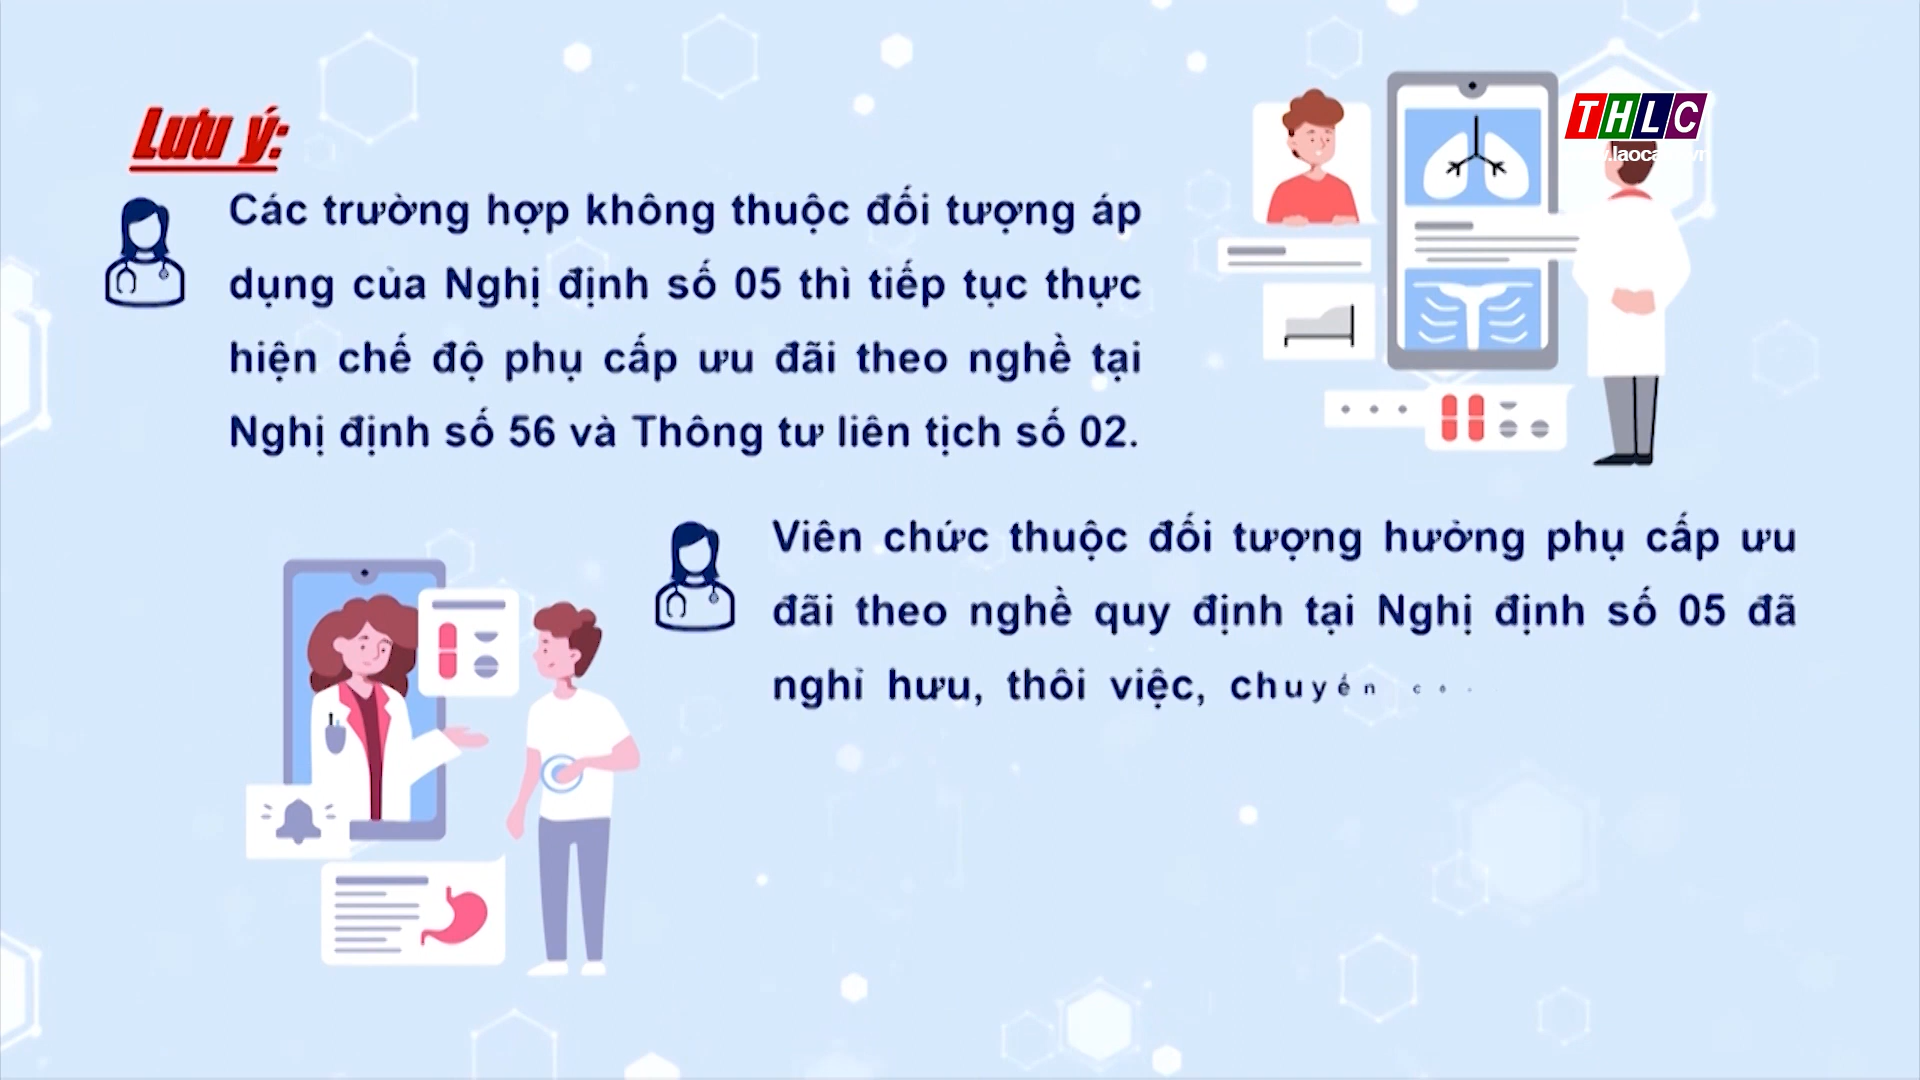 Lưu ý:
THLC
Các trường hợp không thuộc đối tượng áp
dụng của Nghị định số 05 thì tiếp tục thực
hiện chế độ phụ cấp ưu đãi theo nghề tại
Nghị định số 56 và Thông tư liên tịch số 02.
Viên chức thuộc đối tượng hưởng phụ cấp ưu
đãi theo nghề quy định tại Nghị định số 05 đã
nghỉ hưu, thôi việc, chuyển